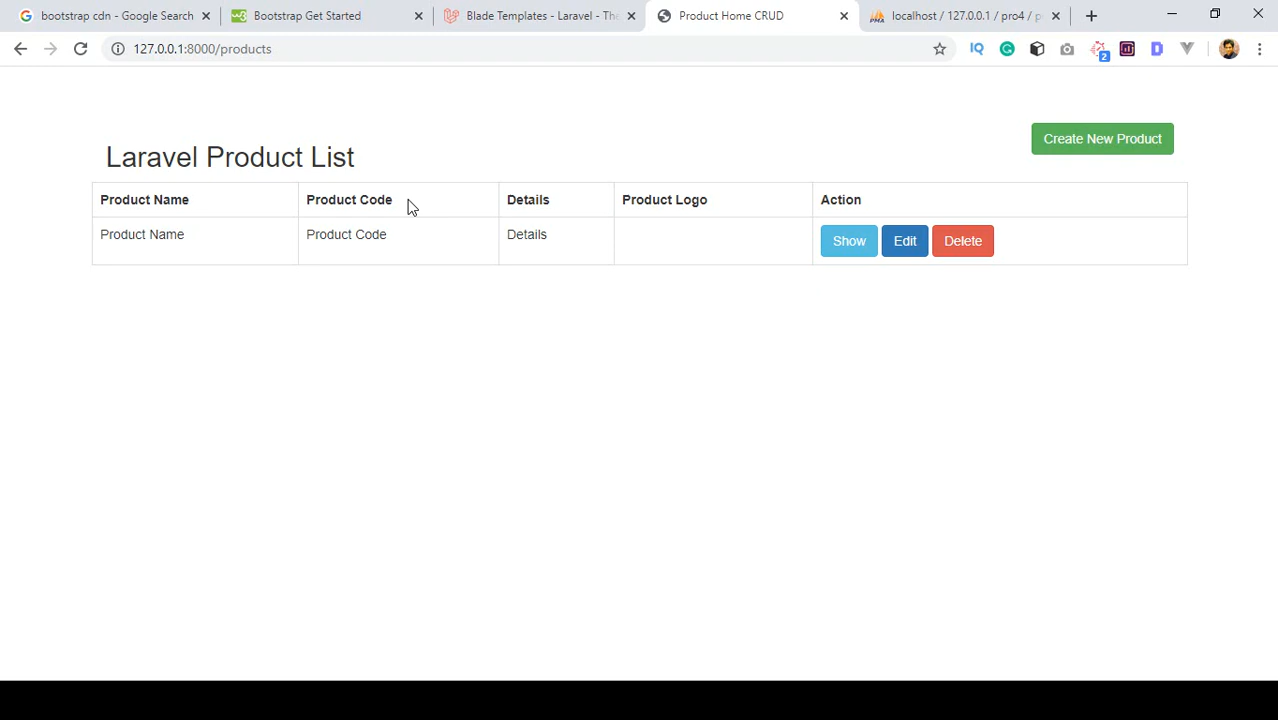 bootstrap cdn - Google Search
Bootstrap Get Started
Blade Templates - Laravel - The
Product Home CRUD
localhost / 127.0.0.1 / pro4 / p
127.0.0.1:8000/products
IQ
2
D
Create New Product
Laravel Product List
Product Name Product Code Details Product Logo Action
Product Name Product Code Details Show Edit Delete